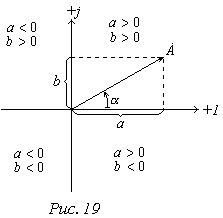 +j
a < 0
b > 0
a > 0
b > 0
A
b
α
+1
a
a < 0
b < 0
a > 0
b < 0
Рис. 19